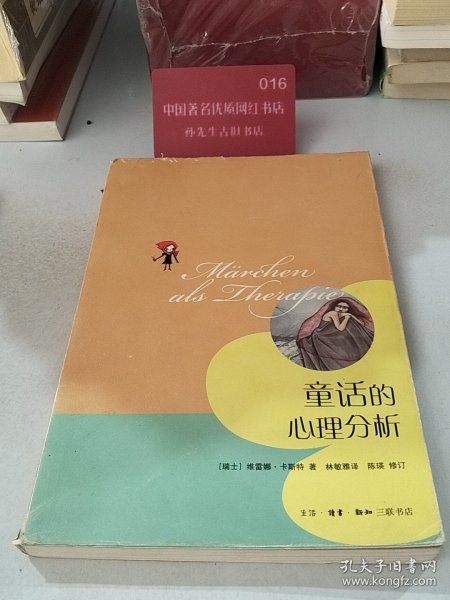 016
中国著名优质网红书店
孙先生古旧书店
Märchen
als Therapie
童话的
心理分析
[瑞士] 维雷娜·卡斯特 著 林敏雅译 陈瑛 修订
生活·读书·新知 三联书店
孔夫子旧书网
www.kongfz.com